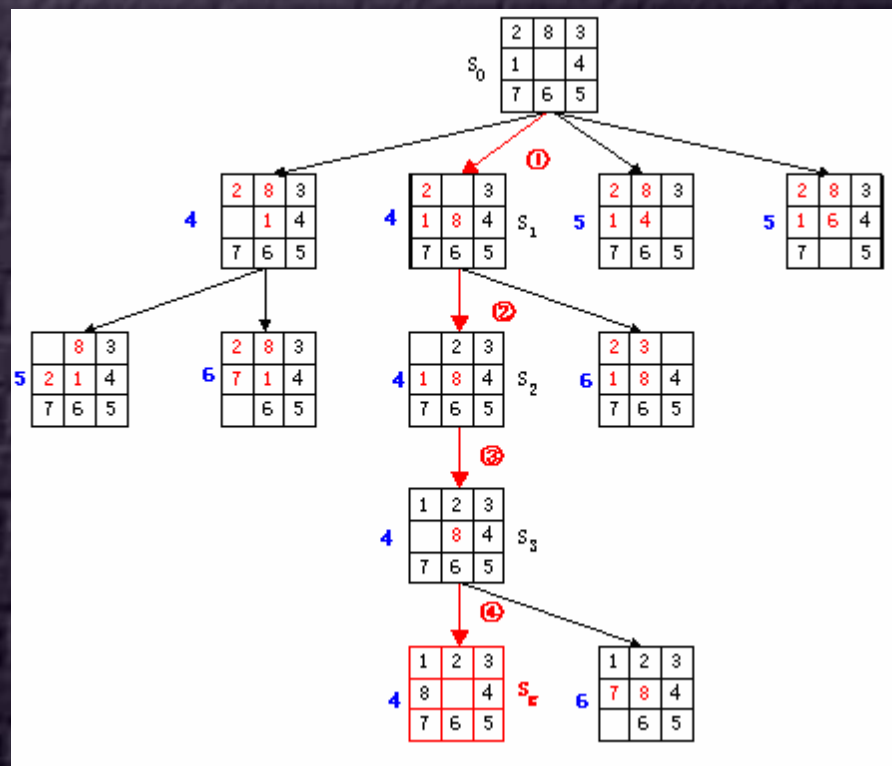 2 8 3
S0 1 4
7 6 5
①
2 8 3 2 3 2 8 3 2 8 3
4 1 4 4 1 8 4 S1 5 1 4 5 1 6 4
7 6 5 7 6 5 7 6 5 7 5
②
8 3 2 8 3 2 3 2 3
5 2 1 4 6 7 1 4 4 1 8 4 S2 6 1 8 4
7 6 5 6 5 7 6 5 7 6 5
③
1 2 3
4 8 4 S3
7 6 5
④
1 2 3 1 2 3
4 8 4 S 6 7 8 4
7 6 5 6 5